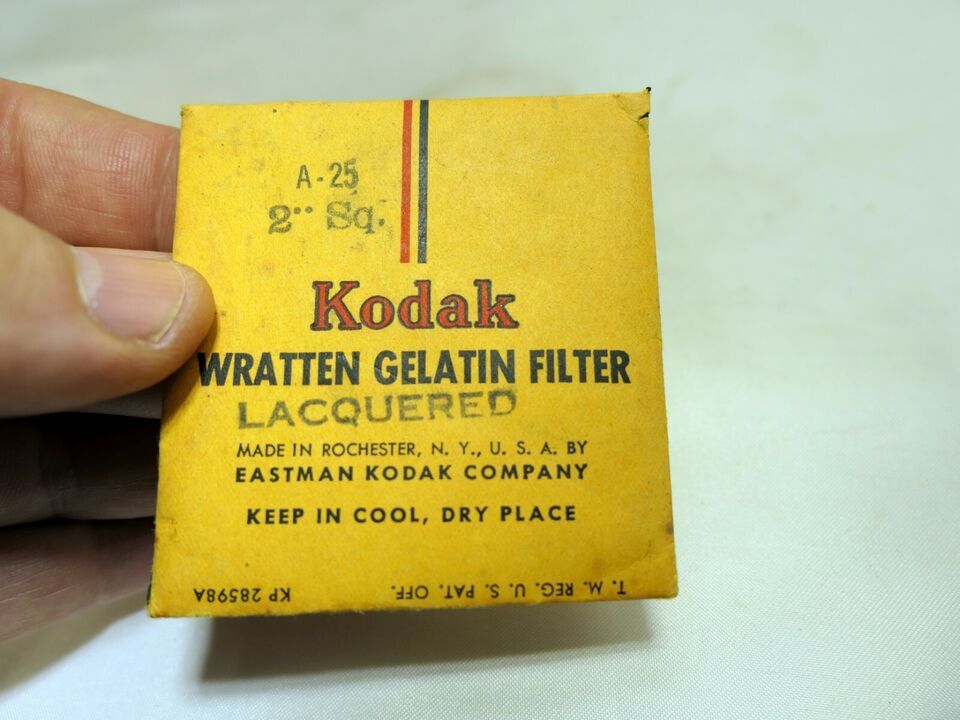 A-25
2" Sq.
Kodak
WRATTEN GELATIN FILTER
LACQUERED
MADE IN ROCHESTER, N. Y., U. S. A. BY
EASTMAN KODAK COMPANY
KEEP IN COOL, DRY PLACE
T. M. REG. U. S. PAT. OFF. KP 28598A